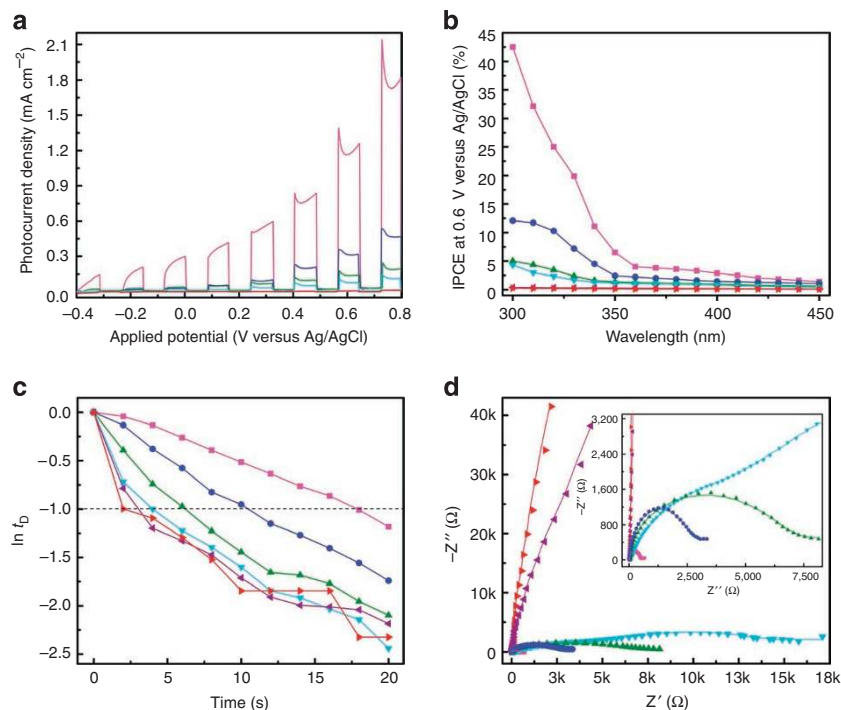 a
Photocurrent density (mA cm−2)
2.1
1.8
1.5
1.2
0.9
0.6
0.3
0.0
−0.4 −0.2 0.0 0.2 0.4 0.6 0.8
Applied potential (V versus Ag/AgCl)
b
IPCE at 0.6 V versus Ag/AgCl (%)
45
40
35
30
25
20
15
10
5
0
300 350 400 450
Wavelength (nm)
c
ln tD
0.0
−0.5
−1.0
−1.5
−2.0
−2.5
0 5 10 15 20
Time (s)
d
−Z″ (Ω)
40k
30k
20k
10k
0
0 3k 5k 8k 10k 13k 15k 18k
Z′ (Ω)
−Z″ (Ω)
3,200
2,400
1,600
800
0
0 2,500 5,000 7,500
Z″ (Ω)